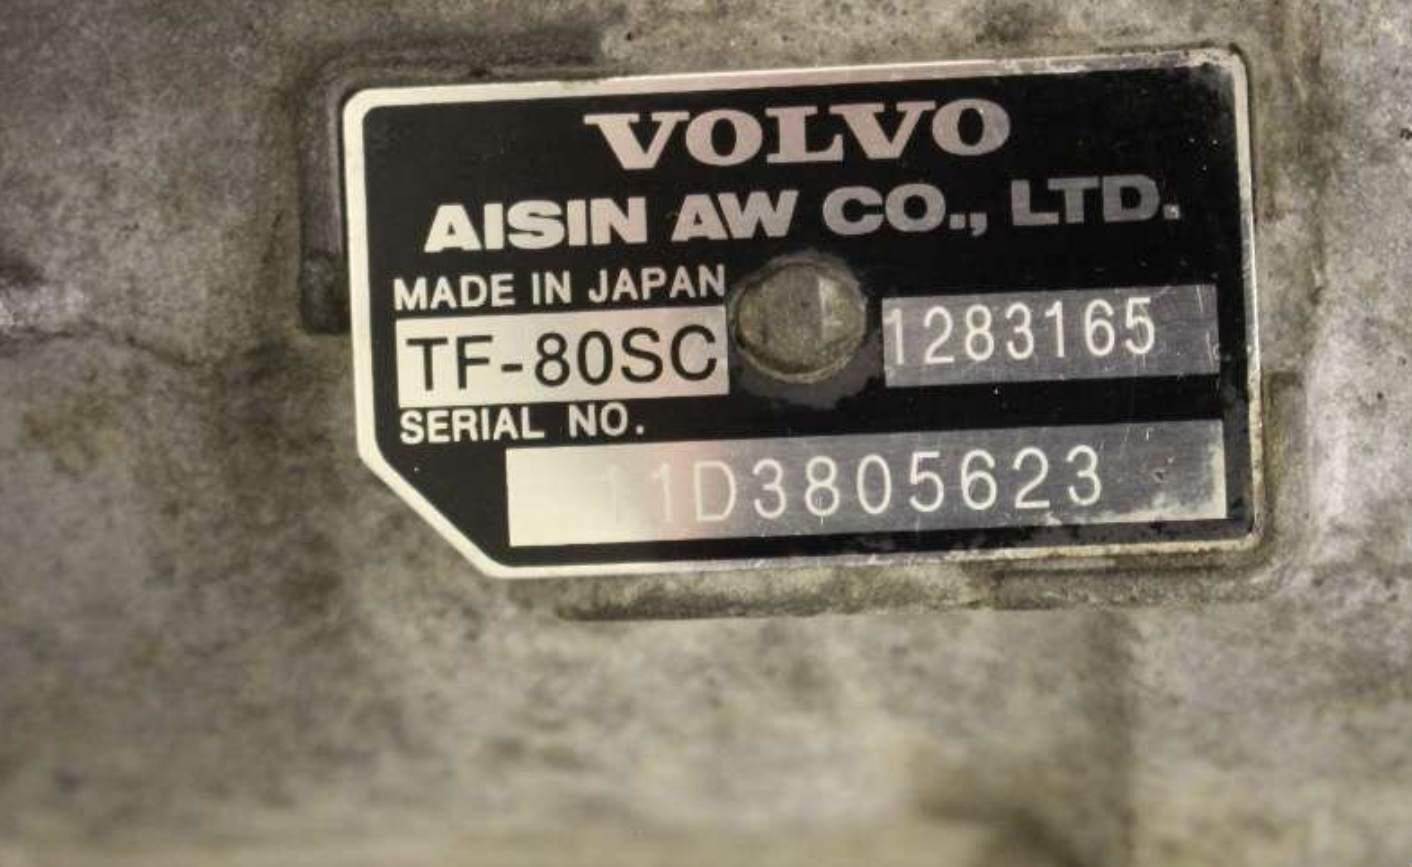 VOLVO
AISIN AW CO., LTD.
MADE IN JAPAN
TF-80SC 1283165
SERIAL NO.
11D3805623